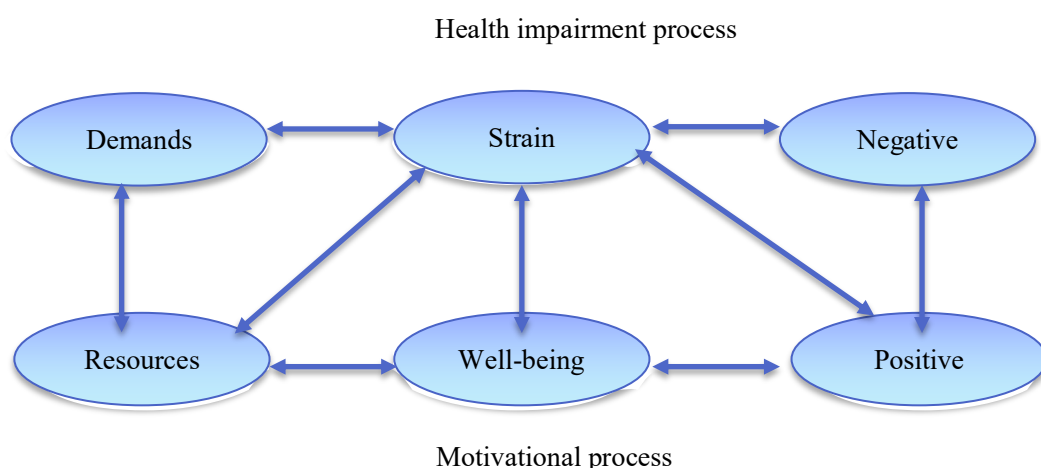 Health impairment process
Demands
Strain
Negative
Resources
Well-being
Positive
Motivational process